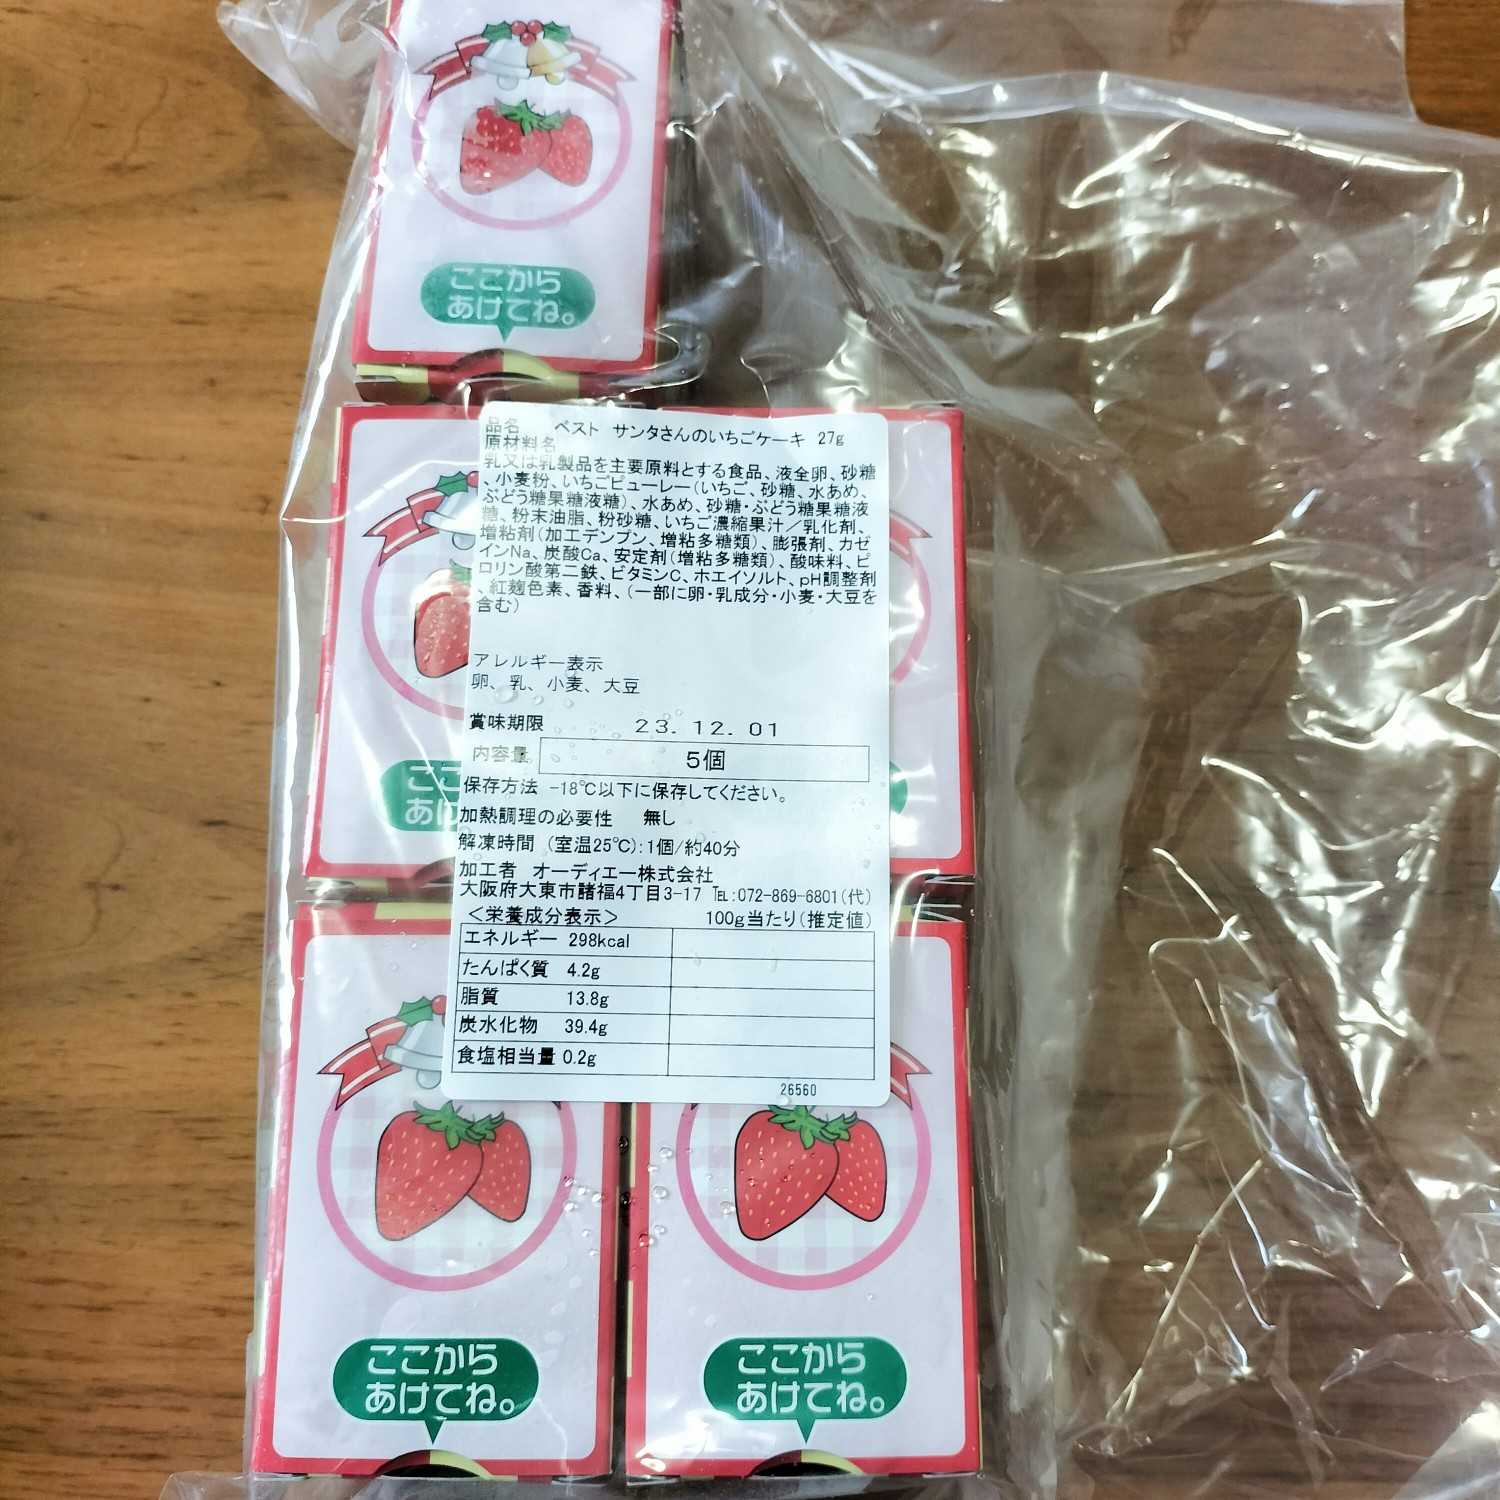 ここから
あけてね。
品名 ベスト サンタさんのいちごケーキ 27g
原材料名
乳又は乳製品を主要原料とする食品、液全卵、砂糖
、小麦粉、いちごピューレー(いちご、砂糖、水あめ、
ぶどう糖果糖液糖)、水あめ、砂糖・ぶどう糖果糖液
糖、粉末油脂、粉砂糖、いちご濃縮果汁/乳化剤、
増粘剤(加工デンプン、増粘多糖類)、膨張剤、カゼ
インNa、炭酸Ca、安定剤(増粘多糖類)、酸味料、ピ
ロリン酸第二鉄、ビタミンC、ホエイソルト、pH調整剤
、紅麹色素、香料、(一部に卵・乳成分・小麦・大豆を
含む)
アレルギー表示
卵、乳、小麦、大豆
賞味期限 23.12.01
内容量 5個
保存方法 -18℃以下に保存してください。
加熱調理の必要性 無し
解凍時間 (室温25℃):1個/約40分
加工者 オーディエー株式会社
大阪府大東市諸福4丁目3-17 TEL:072-869-6801(代)
<栄養成分表示> 100g当たり(推定値)
エネルギー 298kcal
たんぱく質 4.2g
脂質 13.8g
炭水化物 39.4g
食塩相当量 0.2g
26560
ここ
あけ
ここから
あけてね。
ここから
あけてね。